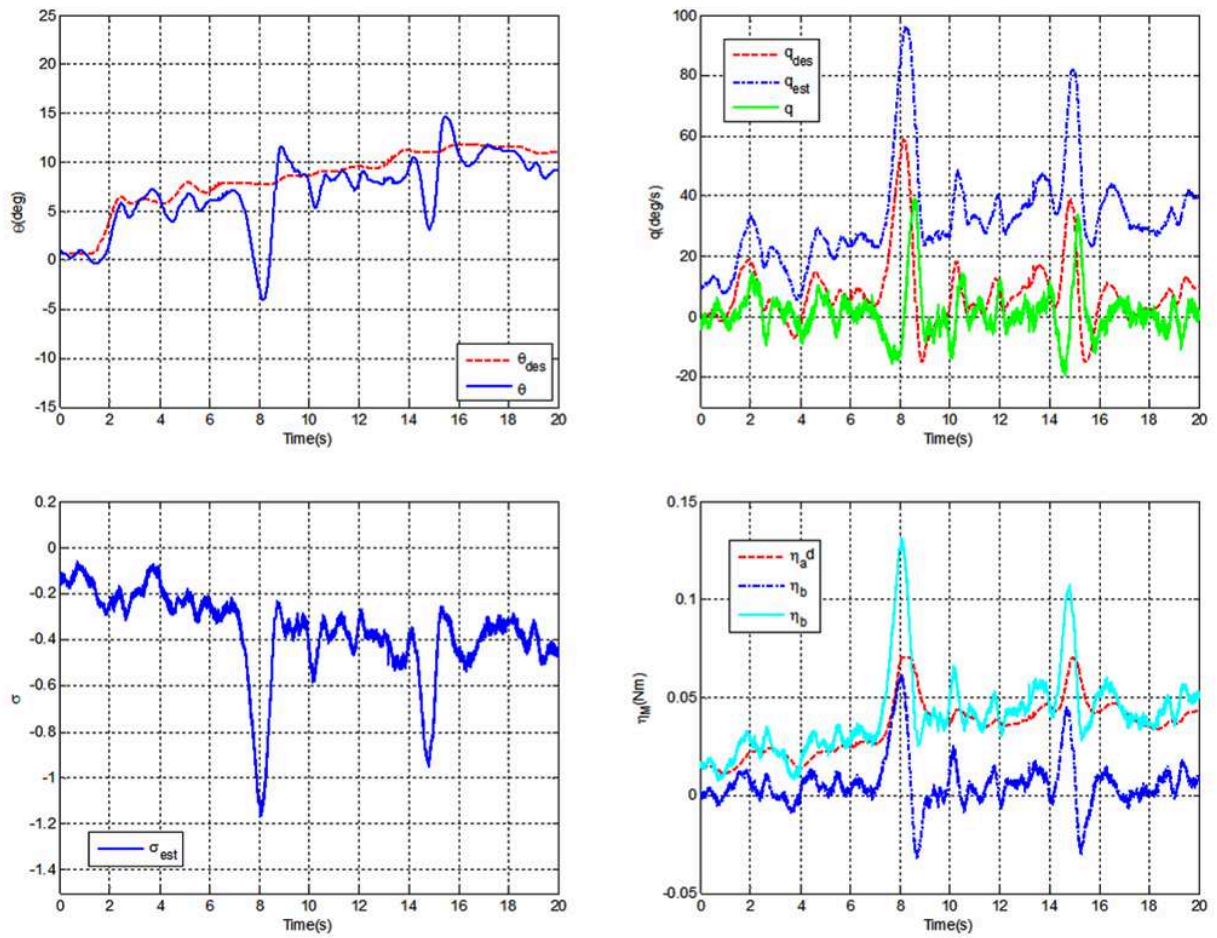 25
20
15
10
5
0
-5
-10
-15
θ(deg)
θdes
θ
0 2 4 6 8 10 12 14 16 18 20
Time(s)
100
80
60
40
20
0
-20
q(deg/s)
qdes
qest
q
0 2 4 6 8 10 12 14 16 18 20
Time(s)
0.2
0
-0.2
-0.4
-0.6
-0.8
-1
-1.2
-1.4
σ
σest
0 2 4 6 8 10 12 14 16 18 20
Time(s)
0.15
0.1
0.05
0
-0.05
ηM(Nm)
ηad
ηb
ηb
0 2 4 6 8 10 12 14 16 18 20
Time(s)